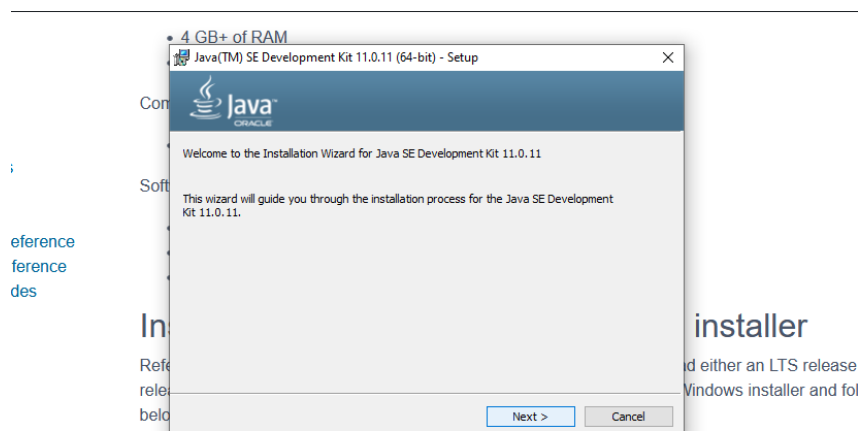 4 GB+ of RAM
Java(TM) SE Development Kit 11.0.11 (64-bit) - Setup
Com
Java™
ORACLE
Welcome to the Installation Wizard for Java SE Development Kit 11.0.11
Soft
This wizard will guide you through the installation process for the Java SE Development
Kit 11.0.11.
eference
ference
des
In
installer
Refe
d either an LTS release
relea
Windows installer and fol
belo
Next >
Cancel